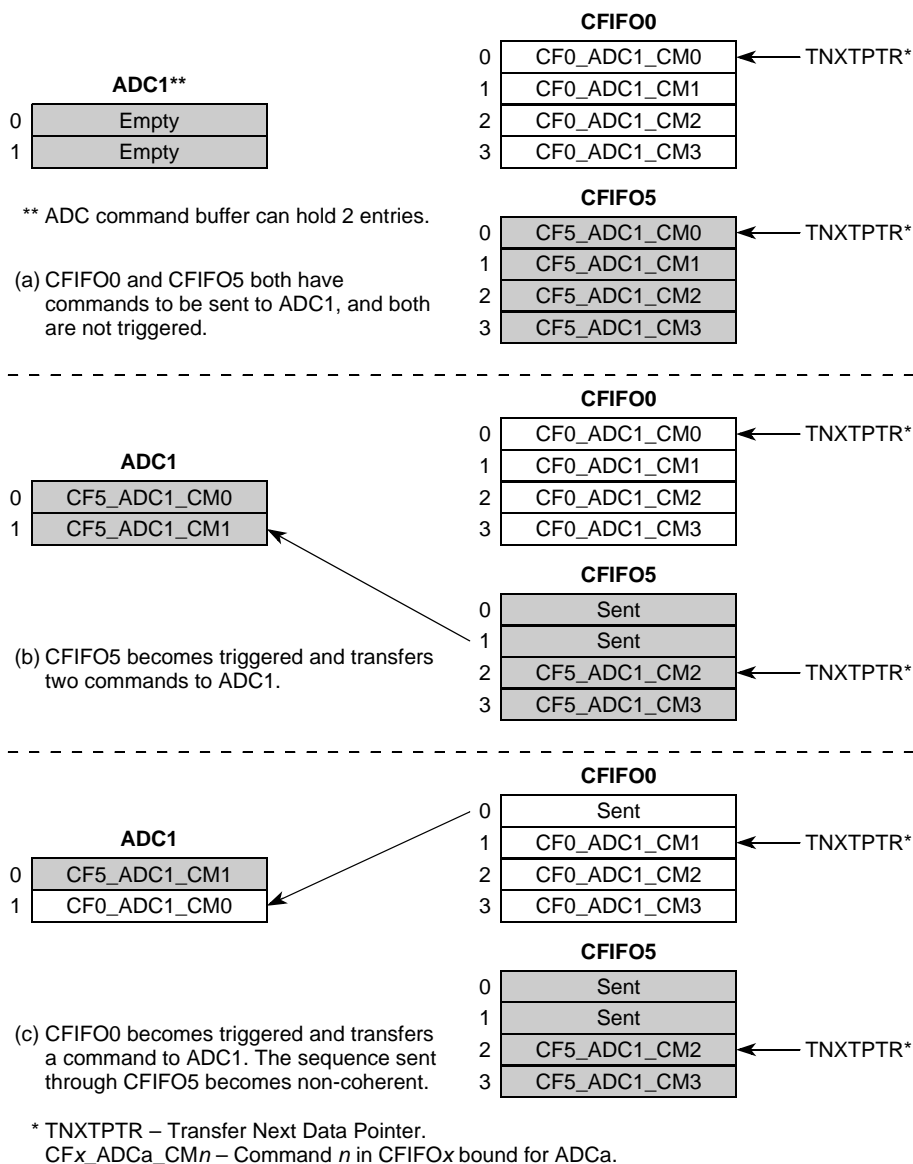 CFIFO0
0 CF0_ADC1_CM0 TNXTPTR*
ADC1**
1 CF0_ADC1_CM1
0 Empty
2 CF0_ADC1_CM2
1 Empty
3 CF0_ADC1_CM3
CFIFO5
** ADC command buffer can hold 2 entries.
0 CF5_ADC1_CM0 TNXTPTR*
1 CF5_ADC1_CM1
2 CF5_ADC1_CM2
3 CF5_ADC1_CM3
(a) CFIFO0 and CFIFO5 both have
commands to be sent to ADC1, and both
are not triggered.
CFIFO0
0 CF0_ADC1_CM0 TNXTPTR*
1 CF0_ADC1_CM1
2 CF0_ADC1_CM2
3 CF0_ADC1_CM3
ADC1
0 CF5_ADC1_CM0
1 CF5_ADC1_CM1
CFIFO5
0 Sent
1 Sent
2 CF5_ADC1_CM2 TNXTPTR*
3 CF5_ADC1_CM3
(b) CFIFO5 becomes triggered and transfers
two commands to ADC1.
CFIFO0
0 Sent
1 CF0_ADC1_CM1 TNXTPTR*
2 CF0_ADC1_CM2
3 CF0_ADC1_CM3
ADC1
0 CF5_ADC1_CM1
1 CF0_ADC1_CM0
CFIFO5
0 Sent
1 Sent
2 CF5_ADC1_CM2 TNXTPTR*
3 CF5_ADC1_CM3
(c) CFIFO0 becomes triggered and transfers
a command to ADC1. The sequence sent
through CFIFO5 becomes non-coherent.
* TNXTPTR – Transfer Next Data Pointer.
CFx_ADCa_CMn – Command n in CFIFOx bound for ADCa.